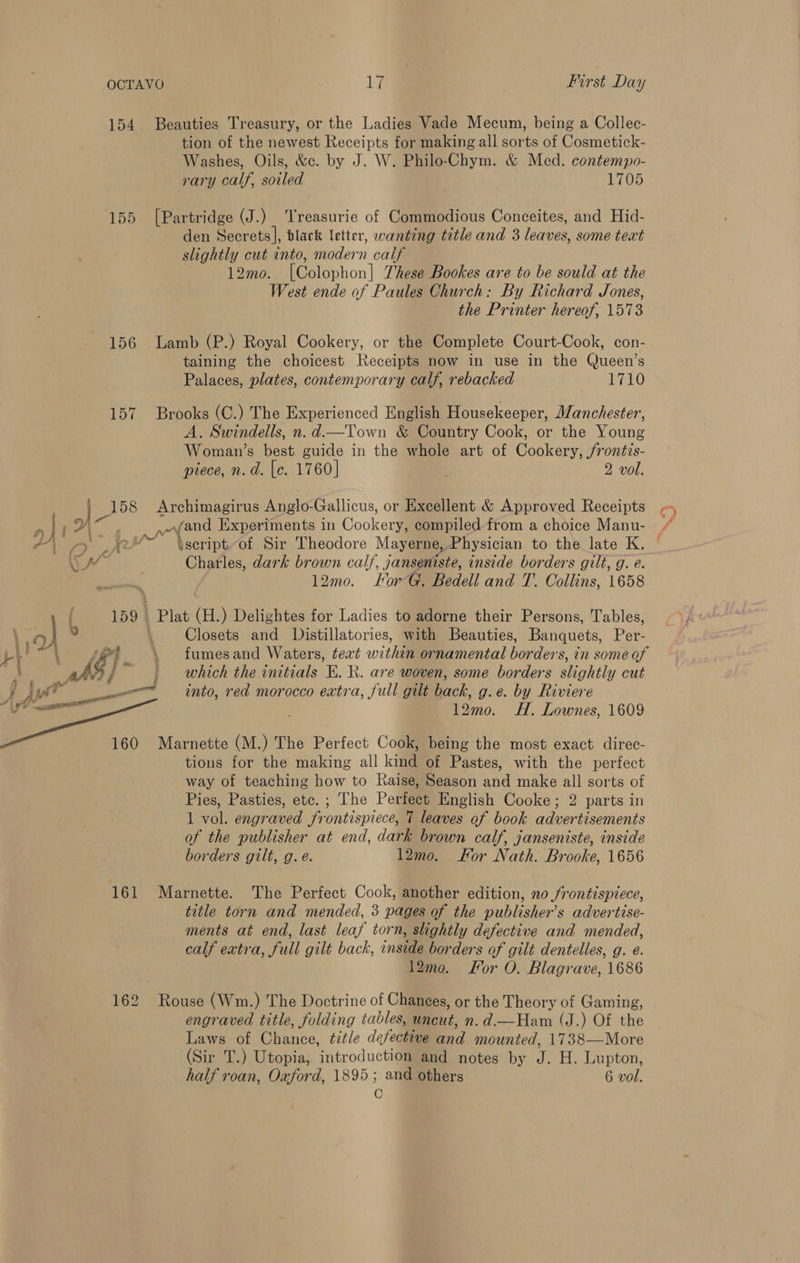 OCTAVO 17 First Day
154 Beauties Treasury, or the Ladies Vade Mecum, being a Collec-
tion of the newest Receipts for making all sorts of Cosmetick-
Washes, Oils, &c. by J. W. Philo-Chym. & Med. contempo-
rary calf, soiled 1705
155 [Partridge (J.) Treasurie of Commodious Conceites, and Hid-
den Secrets], black letter, wanting title and 3 leaves, some text
slightly cut into, modern calf
12mo. [Colophon] These Bookes are to be sould at the
West ende of Paules Church: By Richard Jones,
the Printer hereof, 1573
156 Lamb (P.) Royal Cookery, or the Complete Court-Cook, con-
taining the choicest Receipts now in use in the Queen's
Palaces, plates, contemporary calf, rebacked 1710
157 Brooks (C.) The Experienced English Housekeeper, Manchester,
A. Swindells, n. d.—Town & Country Cook, or the Young
Woman's best guide in the whole art of Cookery, frontis-
piece, n. d. [c. 1760] 2 vol.
158 Archimagirus Anglo-Gallicus, or Excellent & Approved Receipts
and Experiments in Cookery, compiled from a choice Manu-
script of Sir Theodore Mayerne, Physician to the late K.
Charles, dark brown calf, janseniste, inside borders gilt, g. e.
12mo. For G. Bedell and T. Collins, 1658
159 Plat (H.) Delightes for Ladies to adorne their Persons, Tables,
Closets and Distillatories, with Beauties, Banquets, Per-
fumes and Waters, text within ornamental borders, in some of
which the initials E. R. are woven, some borders slightly cut
into, red morocco extra, full gilt back, g. e. by Riviere
12mo. H. Lownes, 1609
160 Marnette (M.) The Perfect Cook, being the most exact direc-
tions for the making all kind of Pastes, with the perfect
way of teaching how to Raise, Season and make all sorts of
Pies, Pasties, etc. ; The Perfect English Cooke; 2 parts in
1 vol. engraved frontispiece, 7 leaves of book advertisements
of the publisher at end, dark brown calf, janseniste, inside
borders gilt, g. e. 12mo. For Nath. Brooke, 1656
161 Marnette. The Perfect Cook, another edition, no frontispiece,
title torn and mended, 3 pages of the publisher's advertise-
ments at end, last leaf torn, slightly defective and mended,
calf extra, full gilt back, inside borders of gilt dentelles, g. e.
12mo. For O. Blagrave, 1686
162 Rouse (Wm.) The Doctrine of Chances, or the Theory of Gaming,
engraved title, folding tables, uncut, n. d.—Ham (J.) Of the
Laws of Chance, title defective and mounted, 1738—More
(Sir T.) Utopia, introduction and notes by J. H. Lupton,
half roan, Oxford, 1895; and others 6 vol.
C